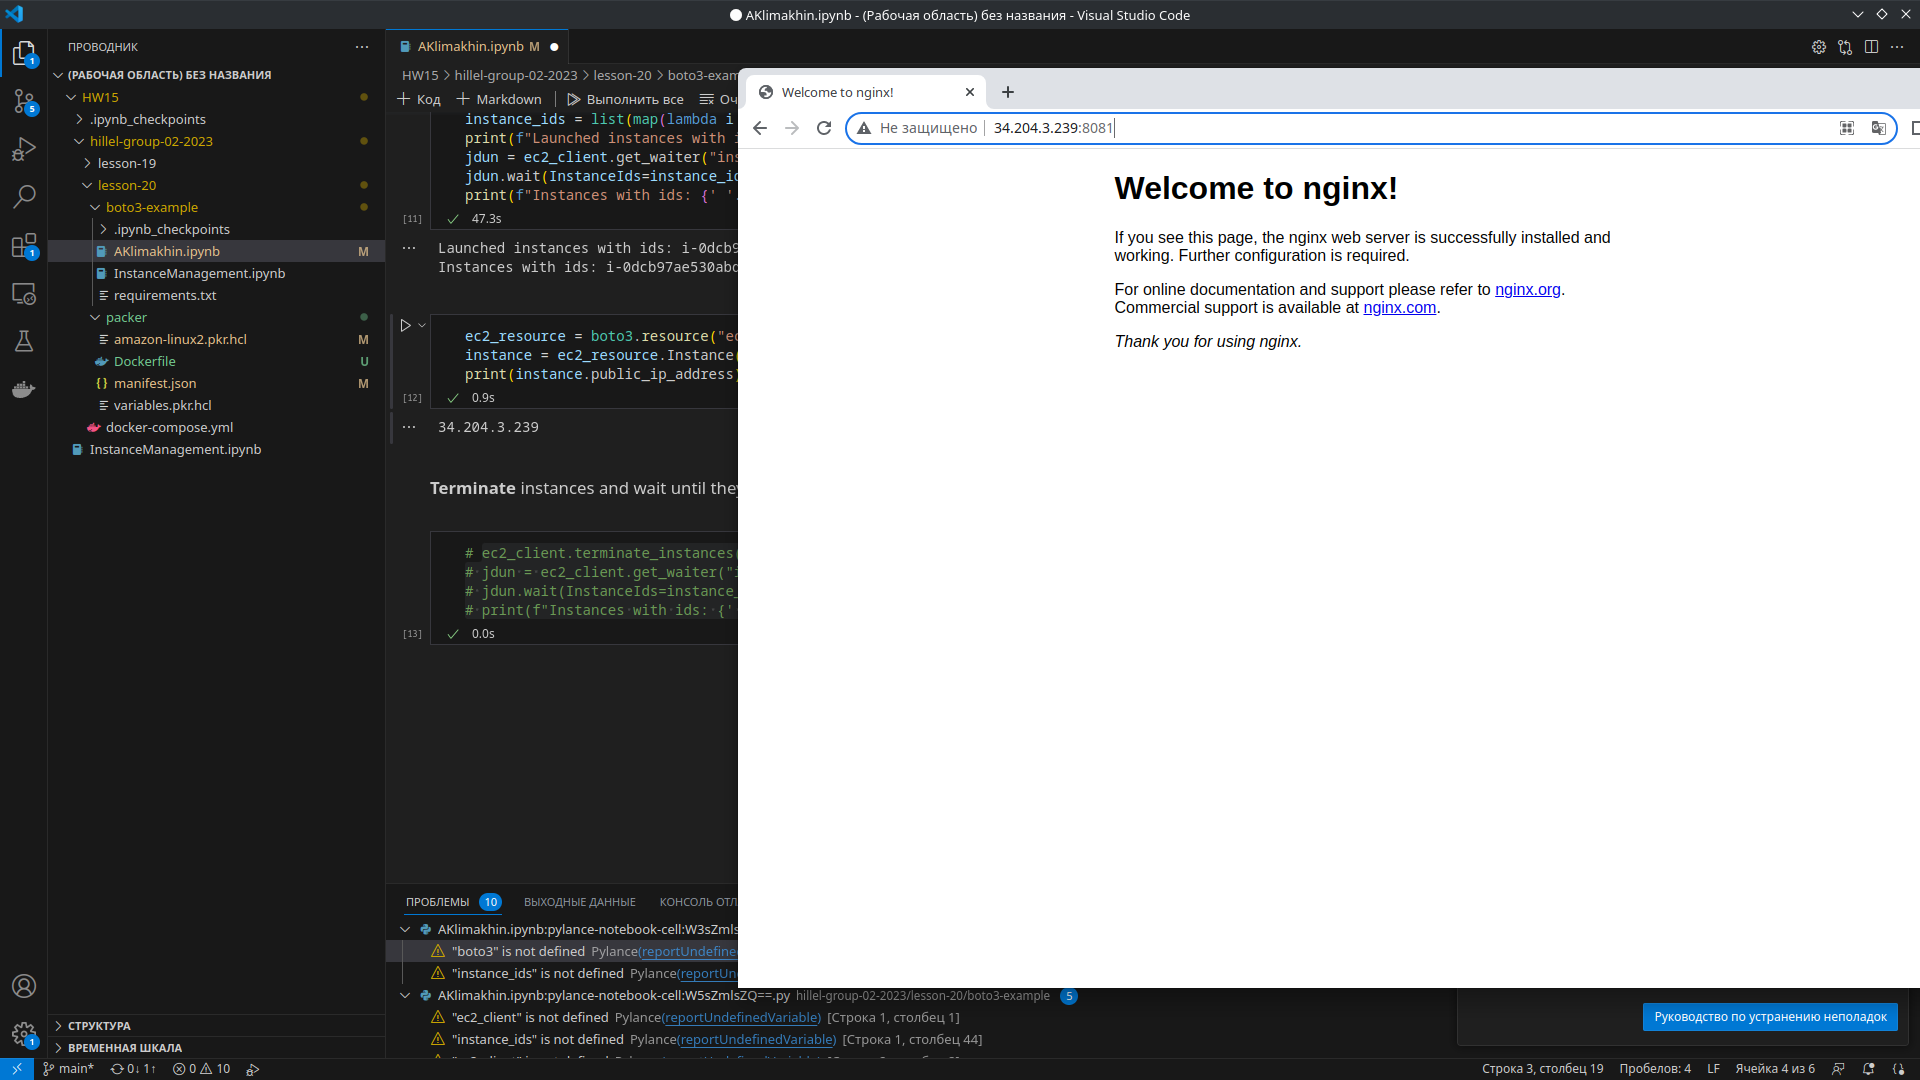 AKlimakhin.ipynb - (Рабочая область) без названия - Visual Studio Code
ПРОВОДНИК
(РАБОЧАЯ ОБЛАСТЬ) БЕЗ НАЗВАНИЯ
HW15
.ipynb_checkpoints
hillel-group-02-2023
lesson-19
lesson-20
boto3-example
.ipynb_checkpoints
AKlimakhin.ipynb M
InstanceManagement.ipynb
requirements.txt
packer
amazon-linux2.pkr.hcl M
Dockerfile U
manifest.json M
variables.pkr.hcl
docker-compose.yml
InstanceManagement.ipynb
СТРУКТУРА
ВРЕМЕННАЯ ШКАЛА
1
5
1
1
AKlimakhin.ipynb M
HW15 > hillel-group-02-2023 > lesson-20 > boto3-exam
Код Markdown Выполнить все Оч
instance_ids = list(map(lambda i
print(f"Launched instances with i
jdun = ec2_client.get_waiter("ins
jdun.wait(InstanceIds=instance_id
print(f"Instances with ids: {' '
[11] 47.3s
Launched instances with ids: i-0dcb9
Instances with ids: i-0dcb97ae530abd
ec2_resource = boto3.resource("ec
instance = ec2_resource.Instance(
print(instance.public_ip_address)
[12] 0.9s
34.204.3.239
Terminate instances and wait until they
# ec2_client.terminate_instances(
# jdun = ec2_client.get_waiter("i
# jdun.wait(InstanceIds=instance_
# print(f"Instances with ids: {'
[13] 0.0s
Welcome to nginx!
Не защищено 34.204.3.239:8081
Welcome to nginx!
If you see this page, the nginx web server is successfully installed and
working. Further configuration is required.
For online documentation and support please refer to nginx.org.
Commercial support is available at nginx.com.
Thank you for using nginx.
ПРОБЛЕМЫ 10 ВЫХОДНЫЕ ДАННЫЕ КОНСОЛЬ ОТЛ
AKlimakhin.ipynb:pylance-notebook-cell:W3sZmls
"boto3" is not defined Pylance(reportUndefine
"instance_ids" is not defined Pylance(reportUn
AKlimakhin.ipynb:pylance-notebook-cell:W5sZmlsZQ==.py hillel-group-02-2023/lesson-20/boto3-example 5
"ec2_client" is not defined Pylance(reportUndefinedVariable) [Строка 1, столбец 1]
"instance_ids" is not defined Pylance(reportUndefinedVariable) [Строка 1, столбец 44]
Руководство по устранению неполадок
main* 0↓ 1↑ 0 10 Строка 3, столбец 19 Пробелов: 4 LF Ячейка 4 из 6